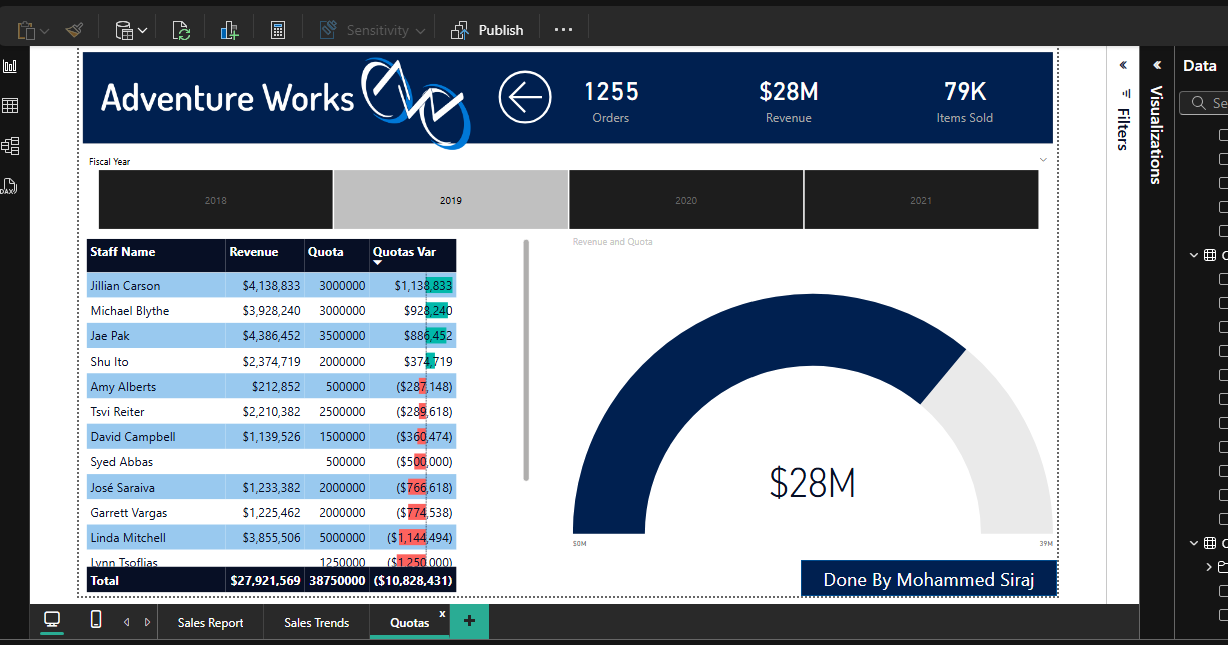 Sensitivity
Publish
Adventure Works
1255
Orders
$28M
Revenue
79K
Items Sold
Fiscal Year
2018
2019
2020
2021
Staff Name Revenue Quota Quotas Var
Jillian Carson $4,138,833 3000000 $1,138,833
Michael Blythe $3,928,240 3000000 $928,240
Jae Pak $4,386,452 3500000 $886,452
Shu Ito $2,374,719 2000000 $374,719
Amy Alberts $212,852 500000 ($287,148)
Tsvi Reiter $2,210,382 2500000 ($289,618)
David Campbell $1,139,526 1500000 ($360,474)
Syed Abbas 500000 ($500,000)
José Saraiva $1,233,382 2000000 ($766,618)
Garrett Vargas $1,225,462 2000000 ($774,538)
Linda Mitchell $3,855,506 5000000 ($1,144,494)
Lynn Tsoflias 1250000 ($1,250,000)
Total $27,921,569 38750000 ($10,828,431)
Revenue and Quota
$28M
$0M
39M
Done By Mohammed Siraj
Filters
Visualizations
Data
Se
DAX
Sales Report
Sales Trends
Quotas